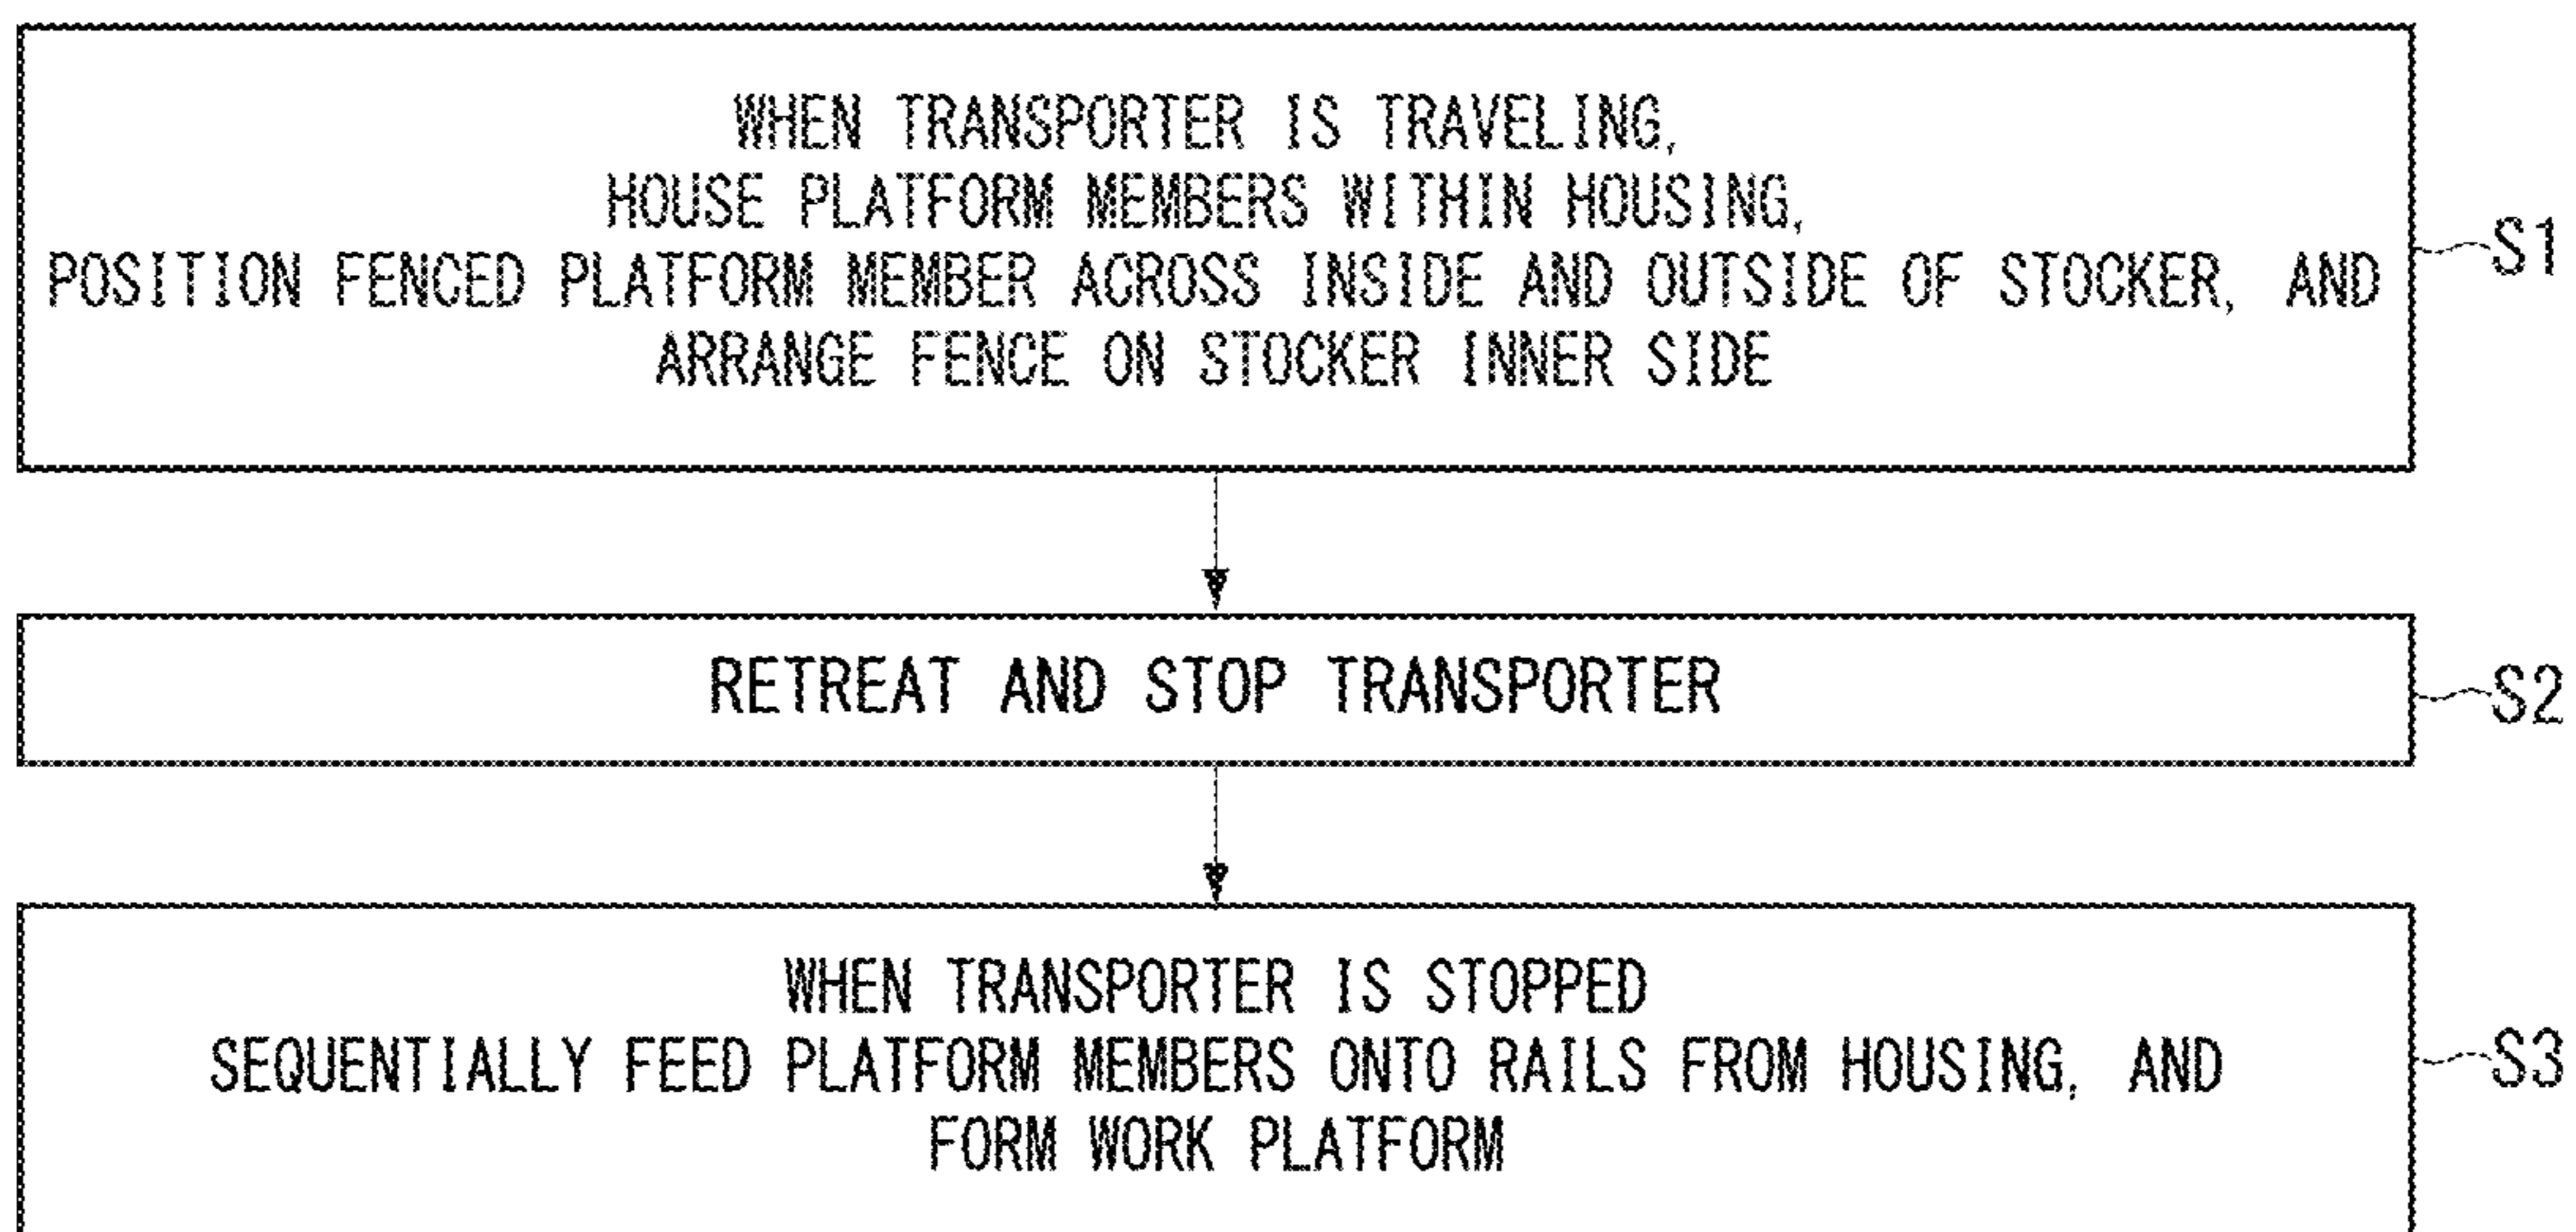 WHEN TRANSPORTER IS TRAVELING,
HOUSE PLATFORM MEMBERS WITHIN HOUSING,
POSITION FENCED PLATFORM MEMBER ACROSS INSIDE AND OUTSIDE OF STOCKER, AND
ARRANGE FENCE ON STOCKER INNER SIDE
S1
RETREAT AND STOP TRANSPORTER
S2
WHEN TRANSPORTER IS STOPPED
SEQUENTIALLY FEED PLATFORM MEMBERS ONTO RAILS FROM HOUSING, AND
FORM WORK PLATFORM
S3